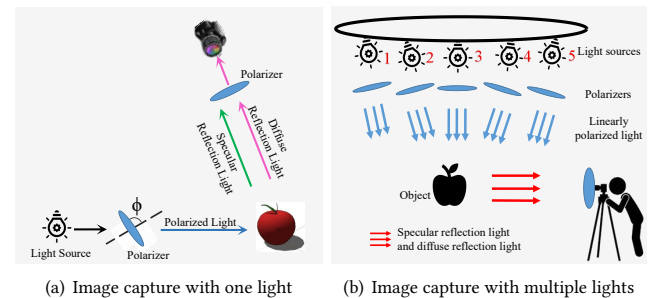 Polarizer
Specular
Reflection Light
Diffuse
Reflection Light
ϕ
Polarized Light
Light Source
Polarizer
(a) Image capture with one light
1
2
3
4
5
Light sources
Polarizers
Linearly
polarized light
Object
Specular reflection light
and diffuse reflection light
(b) Image capture with multiple lights